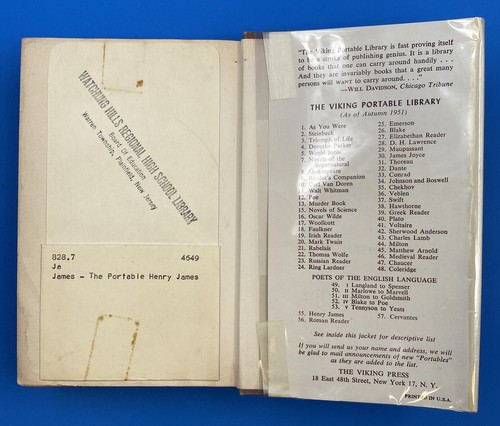 WATCHUNG HILLS REGIONAL HIGH SCHOOL LIBRARY
Board Of Education
Warren Township, Plainfield, New Jersey
828.7 4649
Je
James - The Portable Henry James
"The Viking Portable Library is fast proving itself
to be a stroke of publishing genius. It is a library
of books that one can carry around handily . . .
And they are invariably books that a great many
persons will WANT to carry around. . . ."
—WILL DAVIDSON, Chicago Tribune
THE VIKING PORTABLE LIBRARY
(As of Autumn 1951)
1. As You Were
2. Steinbeck
3. Triumph of Life
4. Dorothy Parker
5. World Bible
7. Novels of the
Supernatural
8. Shakespeare
9. Reader's Companion
10. Carl Van Doren
11. Walt Whitman
12. Poe
13. Murder Book
15. Novels of Science
16. Oscar Wilde
17. Woollcott
18. Faulkner
19. Irish Reader
20. Mark Twain
21. Rabelais
22. Thomas Wolfe
23. Russian Reader
24. Ring Lardner
25. Emerson
26. Blake
27. Elizabethan Reader
28. D. H. Lawrence
29. Maupassant
30. James Joyce
31. Thoreau
32. Dante
33. Conrad
34. Johnson and Boswell
35. Chekhov
36. Veblen
37. Swift
38. Hawthorne
39. Greek Reader
40. Plato
41. Voltaire
42. Sherwood Anderson
43. Charles Lamb
44. Milton
45. Matthew Arnold
46. Medieval Reader
47. Chaucer
48. Coleridge
POETS OF THE ENGLISH LANGUAGE
49. I Langland to Spenser
50. II Marlowe to Marvell
51. III Milton to Goldsmith
52. IV Blake to Poe
53. V Tennyson to Yeats
55. Henry James 57. Cervantes
56. Roman Reader
See inside this jacket for descriptive list
If you will send us your name and address, we will
be glad to mail announcements of new "Portables"
as they are added to the list.
THE VIKING PRESS
18 East 48th Street, New York 17, N. Y.
PRINTED IN U.S.A.